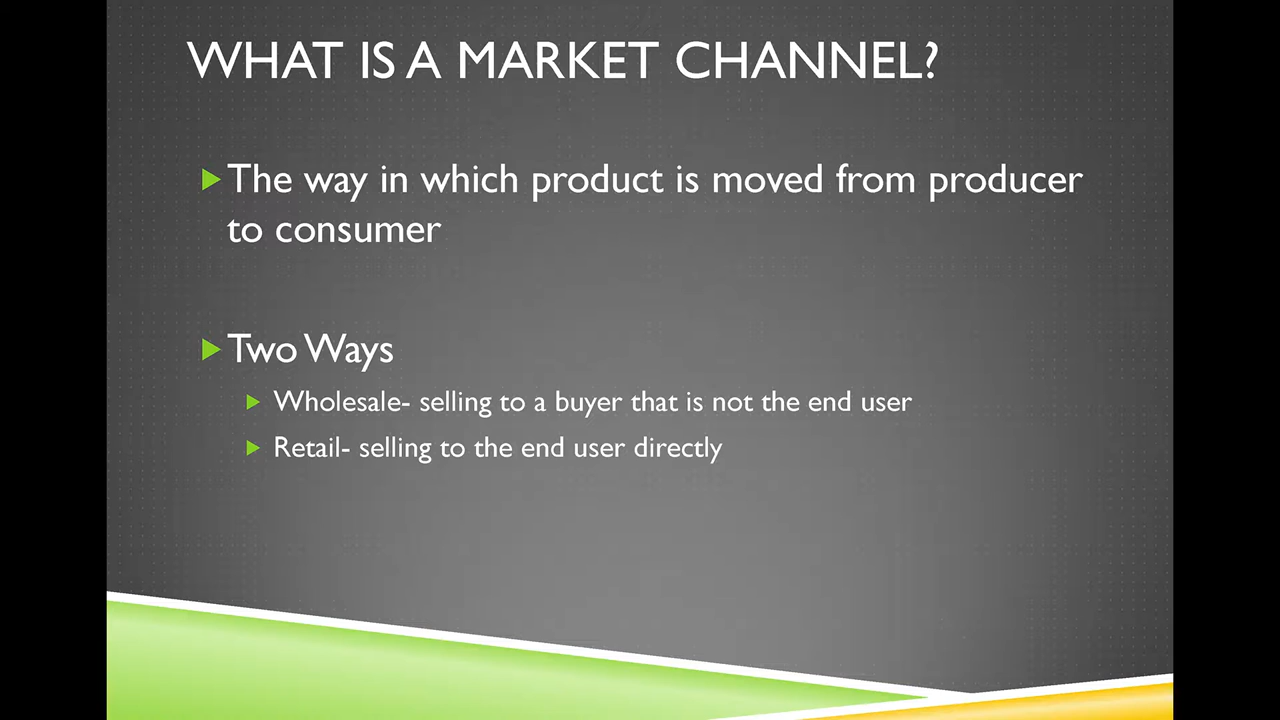 WHAT IS A MARKET CHANNEL?
The way in which product is moved from producer
to consumer
Two Ways
Wholesale- selling to a buyer that is not the end user
Retail- selling to the end user directly